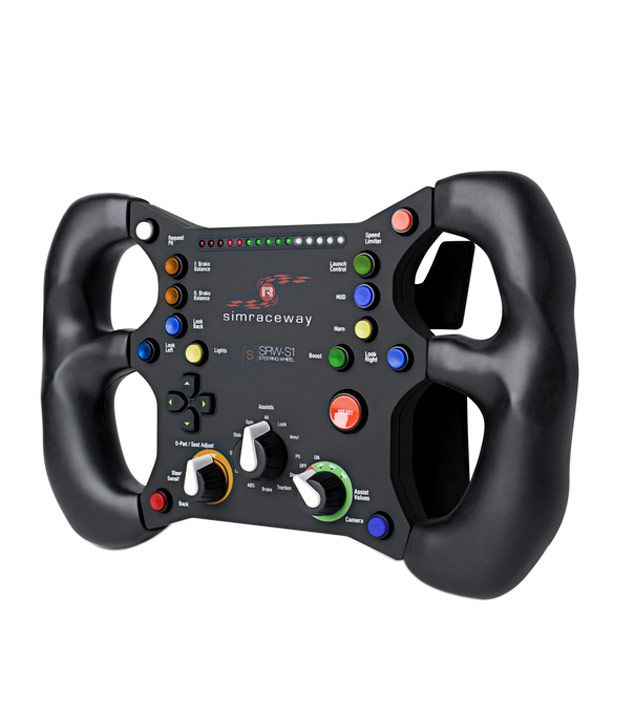 Request
Pit
Speed
Limiter
F. Brake
Balance
Launch
Control
R. Brake
Balance
HUD
R
simraceway
Look
Back
Horn
Look
Left
Lights
S
SRW-S1
STEERING WHEEL
Boost
Look
Right
SELECT
Assists
All
Spin
Look
Stab
Invul
D-Pad / Seat Adjust
S
Pit
ON
OFF
Steer
L
ABS
Brake
Traction
Assist
Values
Back
Camera